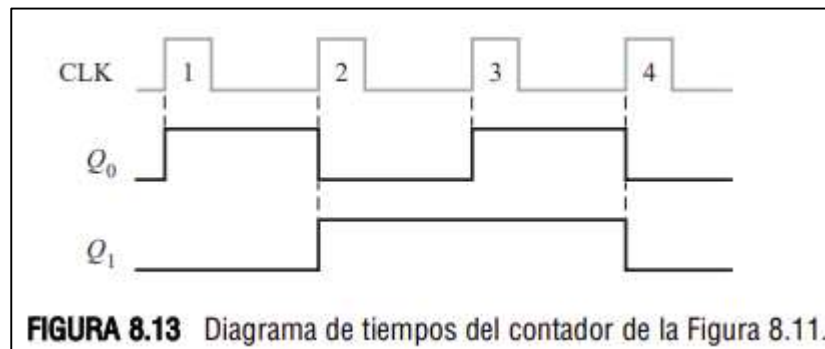 CLK 1 2 3 4
Q0
Q1
FIGURA 8.13 Diagrama de tiempos del contador de la Figura 8.11.